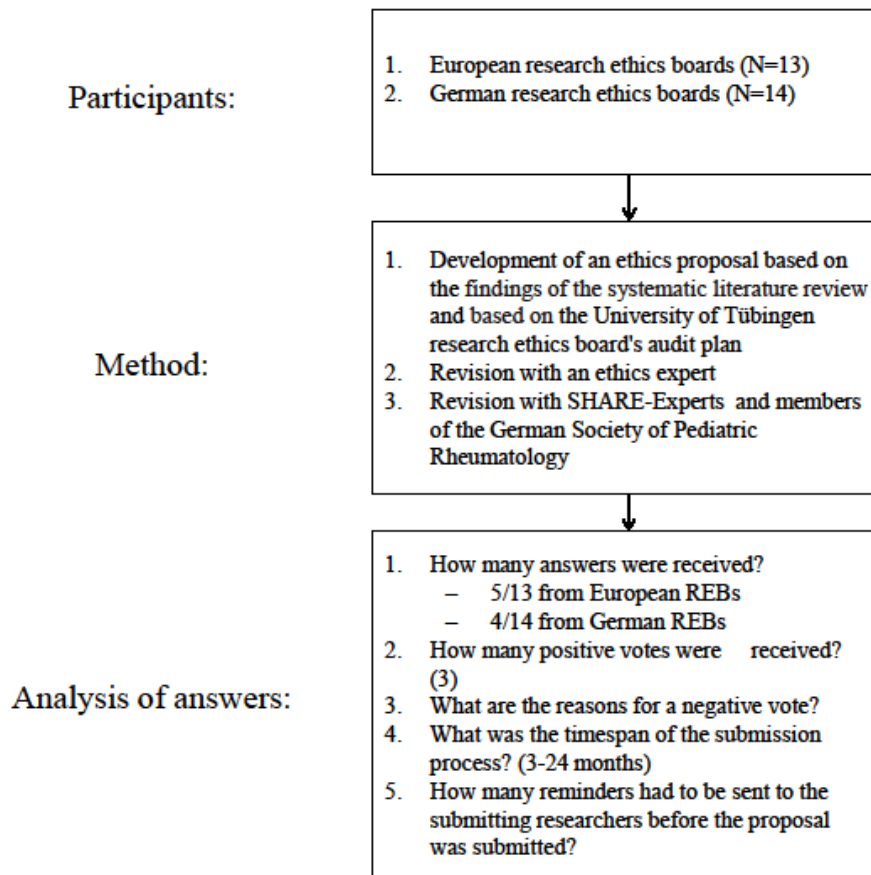 Participants:
1. European research ethics boards (N=13)
2. German research ethics boards (N=14)
Method:
1. Development of an ethics proposal based on
the findings of the systematic literature review
and based on the University of Tübingen
research ethics board's audit plan
2. Revision with an ethics expert
3. Revision with SHARE-Experts and members
of the German Society of Pediatric
Rheumatology
Analysis of answers:
1. How many answers were received?
– 5/13 from European REBs
– 4/14 from German REBs
2. How many positive votes were received?
(3)
3. What are the reasons for a negative vote?
4. What was the timespan of the submission
process? (3-24 months)
5. How many reminders had to be sent to the
submitting researchers before the proposal
was submitted?